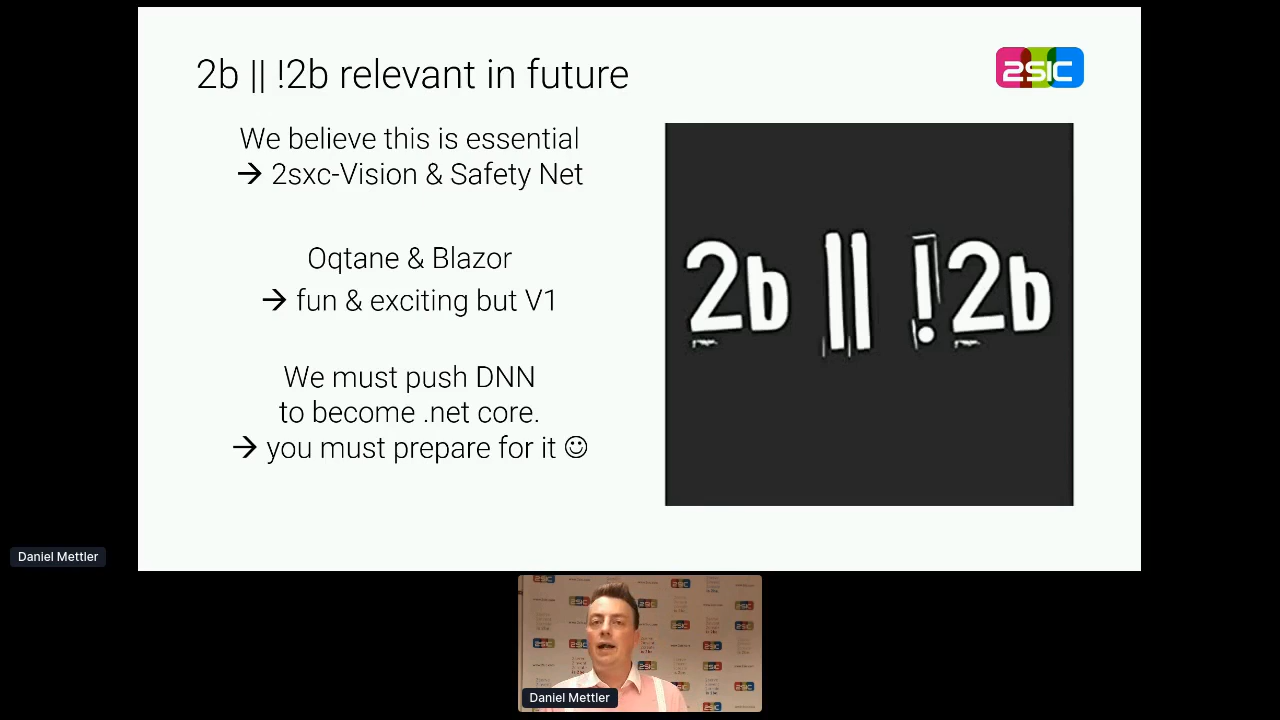 2b || !2b relevant in future
2SIC
We believe this is essential
→ 2sxc-Vision & Safety Net
Oqtane & Blazor
→ fun & exciting but V1
We must push DNN
to become .net core.
→ you must prepare for it ☺
2b || !2b
Daniel Mettler
Daniel Mettler